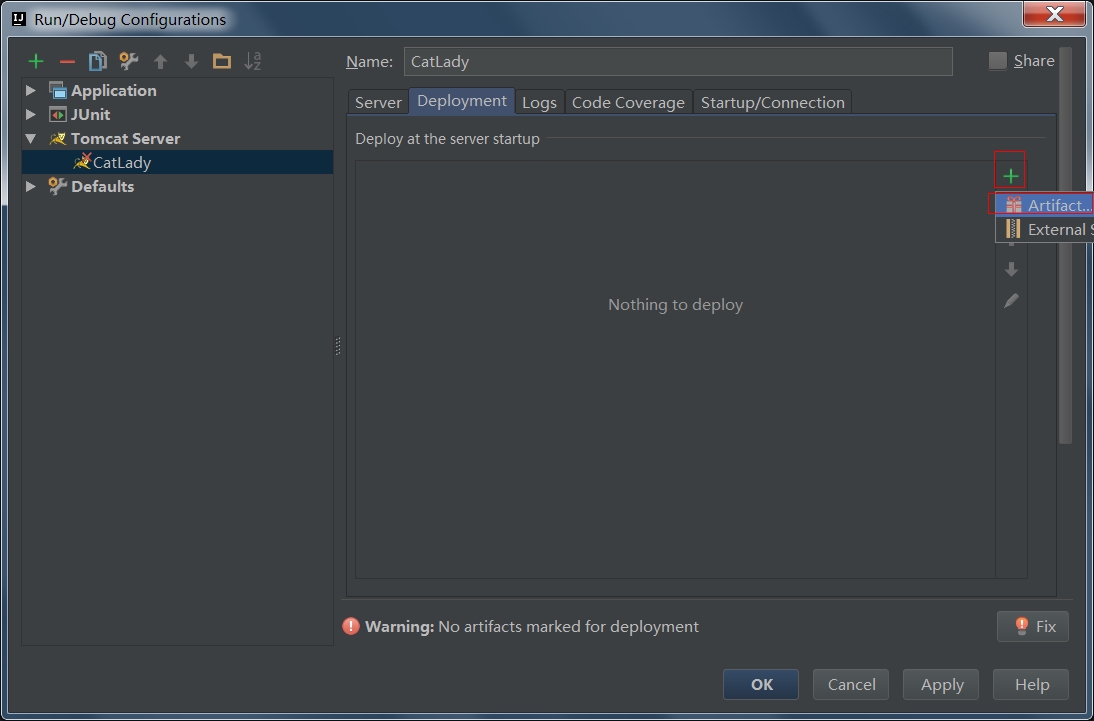 Run/Debug Configurations
Name: CatLady
Share
Application
JUnit
Tomcat Server
CatLady
Defaults
Server Deployment Logs Code Coverage Startup/Connection
Deploy at the server startup
Artifact...
External S
Nothing to deploy
Warning: No artifacts marked for deployment
Fix
OK Cancel Apply Help